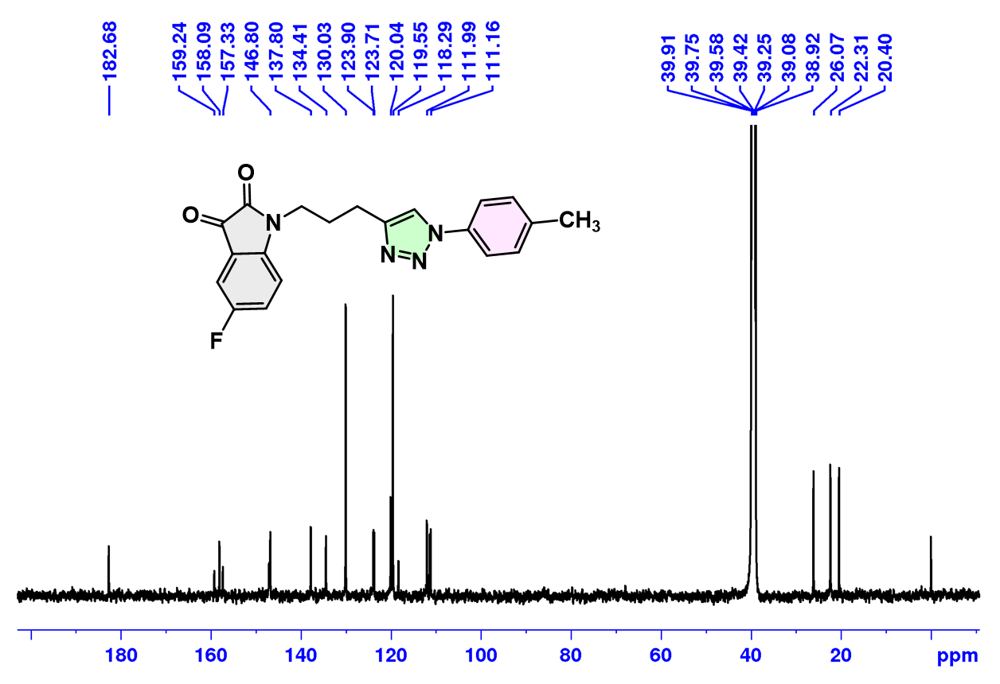 182.68
159.24
158.09
157.33
146.80
137.80
134.41
130.03
123.90
123.71
120.04
119.55
118.29
111.99
111.16
39.91
39.75
39.58
39.42
39.25
39.08
38.92
26.07
22.31
20.40
O
O
N
N
N
N
CH3
F
180 160 140 120 100 80 60 40 20 ppm